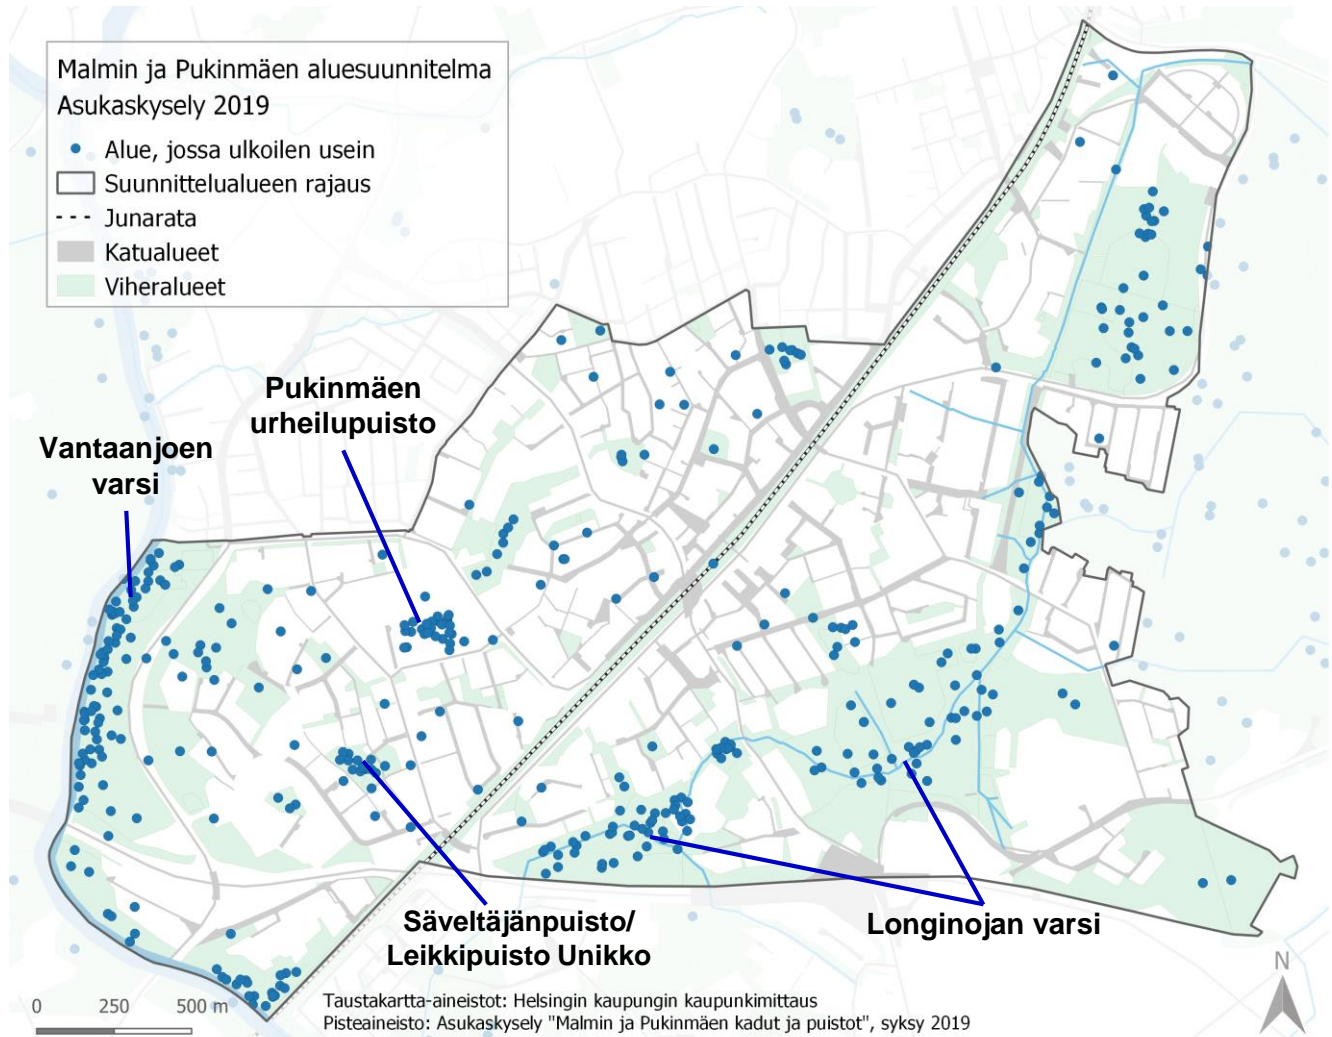 Malmin ja Pukinmäen aluesuunnitelma
Asukaskysely 2019
Alue, jossa ulkoilen usein
Suunnittelualueen rajaus
Junarata
Katualueet
Viheralueet
Pukinmäen
urheilupuisto
Vantaanjoen
varsi
Säveltäjänpuisto/
Leikkipuisto Unikko
Longinojan varsi
N
0 250 500 m
Taustakartta-aineistot: Helsingin kaupungin kaupunkimittaus
Pisteaineisto: Asukaskysely "Malmin ja Pukinmäen kadut ja puistot", syksy 2019